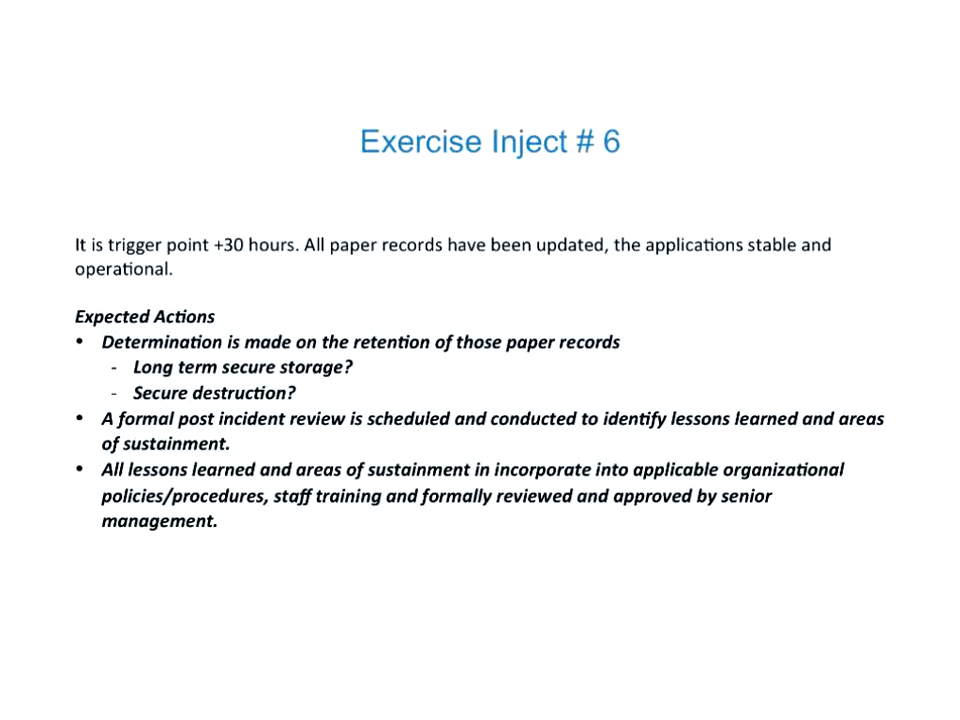 Exercise Inject # 6
It is trigger point +30 hours. All paper records have been updated, the applications stable and
operational.
Expected Actions
• Determination is made on the retention of those paper records
- Long term secure storage?
- Secure destruction?
• A formal post incident review is scheduled and conducted to identify lessons learned and areas
of sustainment.
• All lessons learned and areas of sustainment in incorporate into applicable organizational
policies/procedures, staff training and formally reviewed and approved by senior
management.